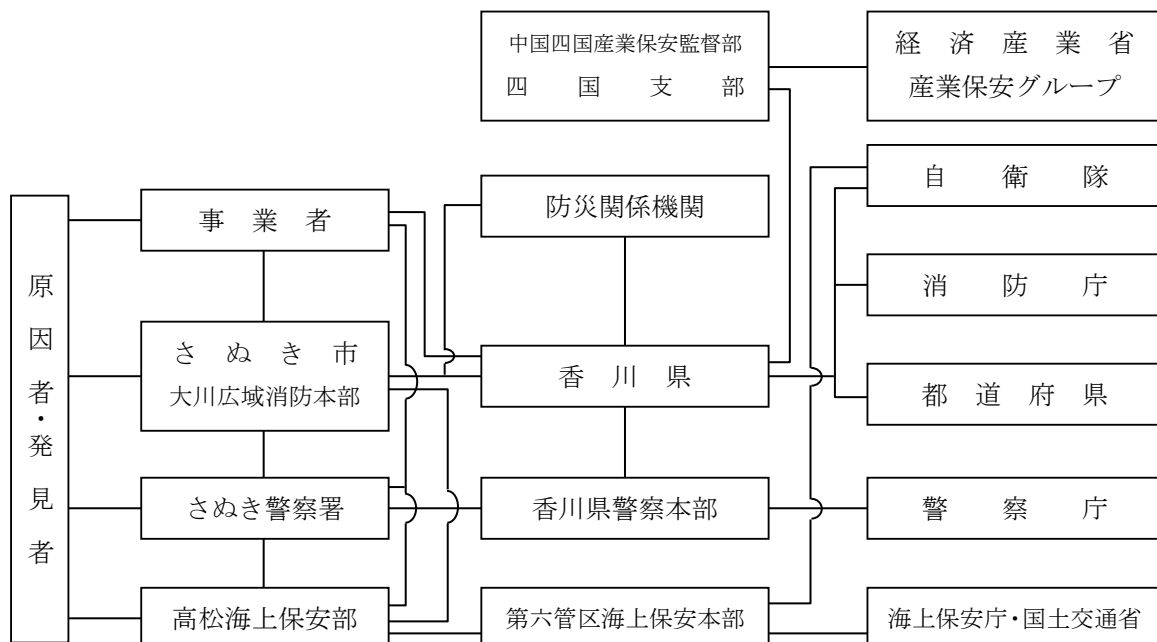 中国四国産業保安監督部
四国支部
経済産業省
産業保安グループ
自衛隊
事業者
防災関係機関
消防庁
原因者・発見者
さぬき市
大川広域消防本部
香川県
都道府県
さぬき警察署
香川県警察本部
警察庁
高松海上保安部
第六管区海上保安本部
海上保安庁・国土交通省